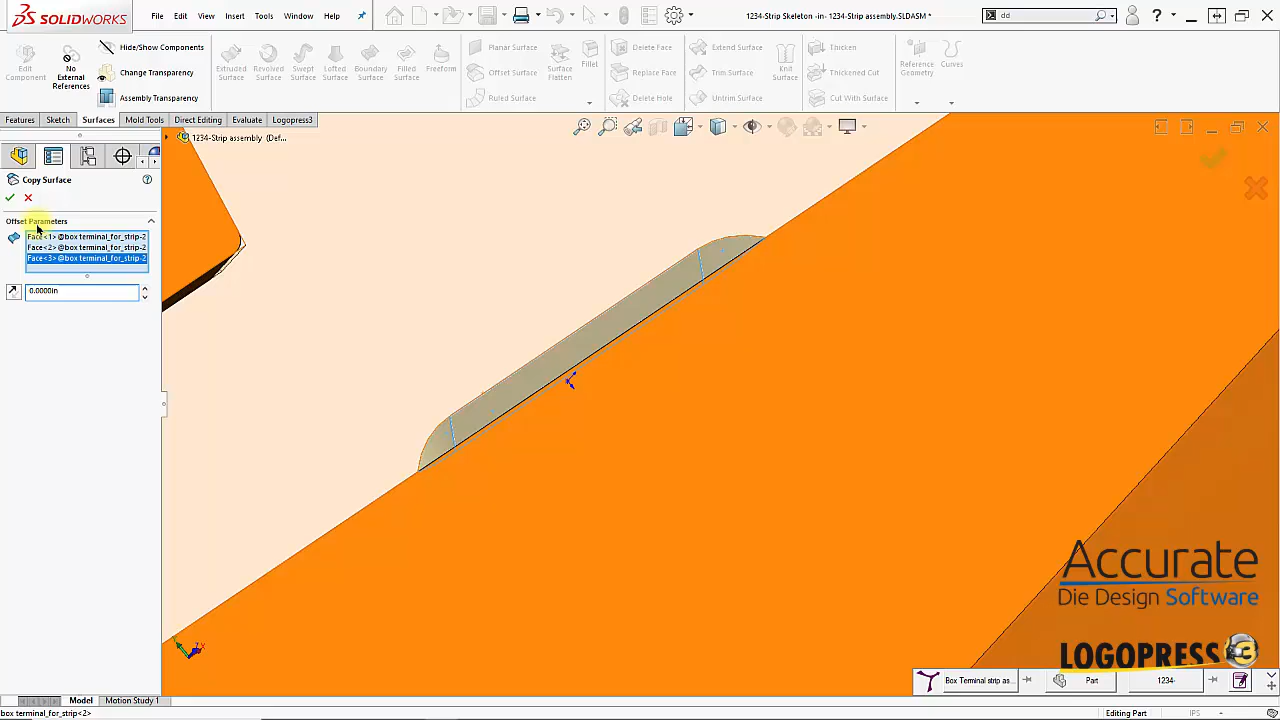 SOLIDWORKS
File Edit View Insert Tools Window Help
1234-Strip Skeleton -in- 1234-Strip assembly.SLDASM *
dd
?
Edit
Component
No
External
References
Hide/Show Components
Change Transparency
Assembly Transparency
Extruded
Surface
Revolved
Surface
Swept
Surface
Lofted
Surface
Boundary
Surface
Filled
Surface
Freeform
Planar Surface
Offset Surface
Ruled Surface
Surface
Flatten
Fillet
Delete Face
Replace Face
Delete Hole
Extend Surface
Trim Surface
Untrim Surface
Knit
Surface
Thicken
Thickened Cut
Cut With Surface
Reference
Geometry
Curves
Features Sketch Surfaces Mold Tools Direct Editing Evaluate Logopress3
1234-Strip assembly (Def...
Copy Surface
?
Offset Parameters
Face<1>@box terminal_for_strip-2
Face<2>@box terminal_for_strip-2
Face<3>@box terminal_for_strip-2
0.0000in
Accurate
Die Design Software
LOGOPRESS 3
Box Terminal strip as...
Part
1234-
Model Motion Study 1
box terminal_for_strip<2>
Editing Part
IPS